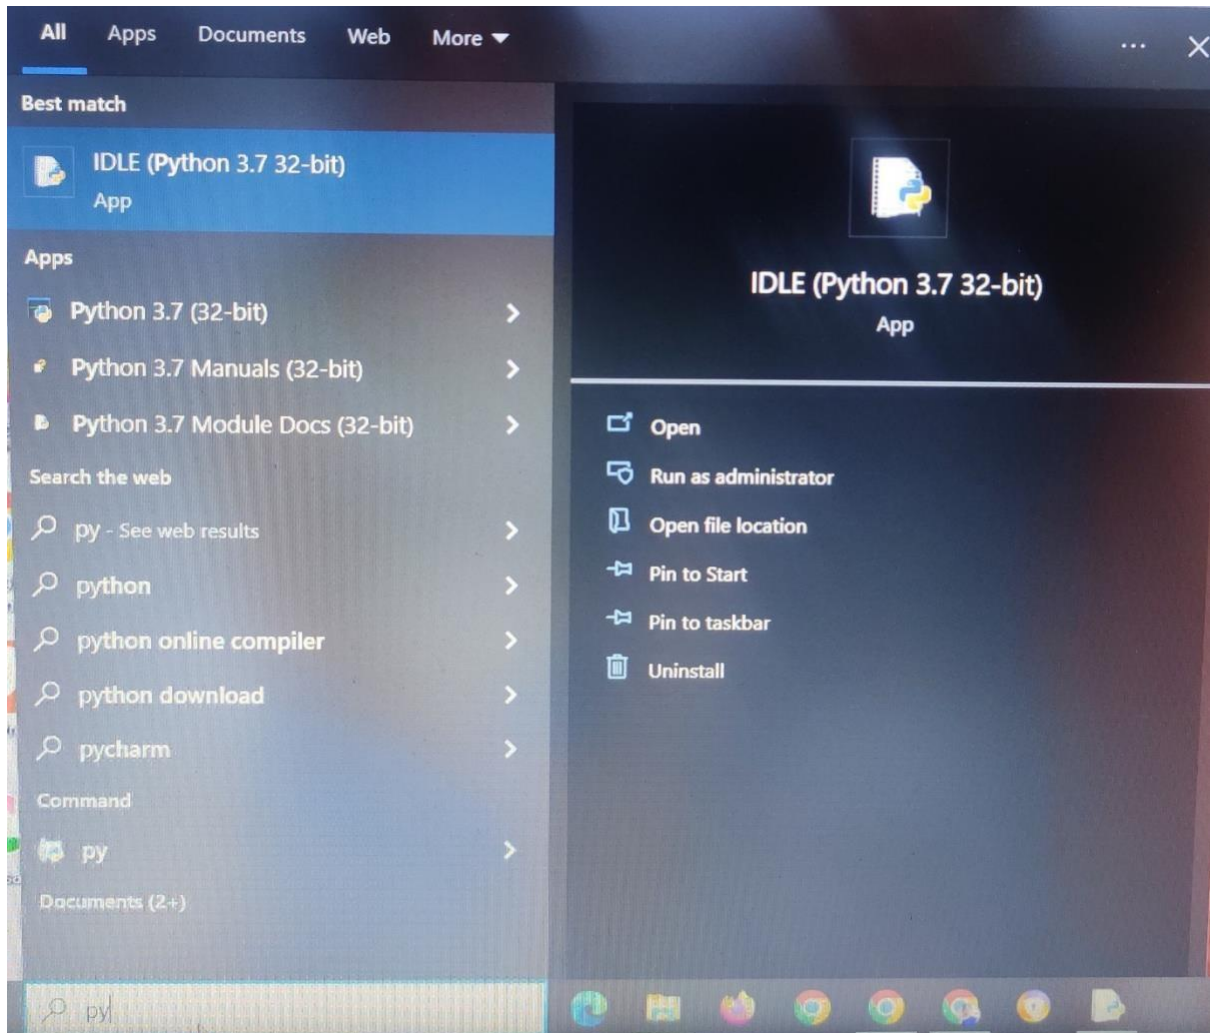 All Apps Documents Web More
Best match
IDLE (Python 3.7 32-bit)
App
Apps
Python 3.7 (32-bit)
Python 3.7 Manuals (32-bit)
Python 3.7 Module Docs (32-bit)
Search the web
py - See web results
python
python online compiler
python download
pycharm
Command
py
Documents (2+)
py
IDLE (Python 3.7 32-bit)
App
Open
Run as administrator
Open file location
Pin to Start
Pin to taskbar
Uninstall